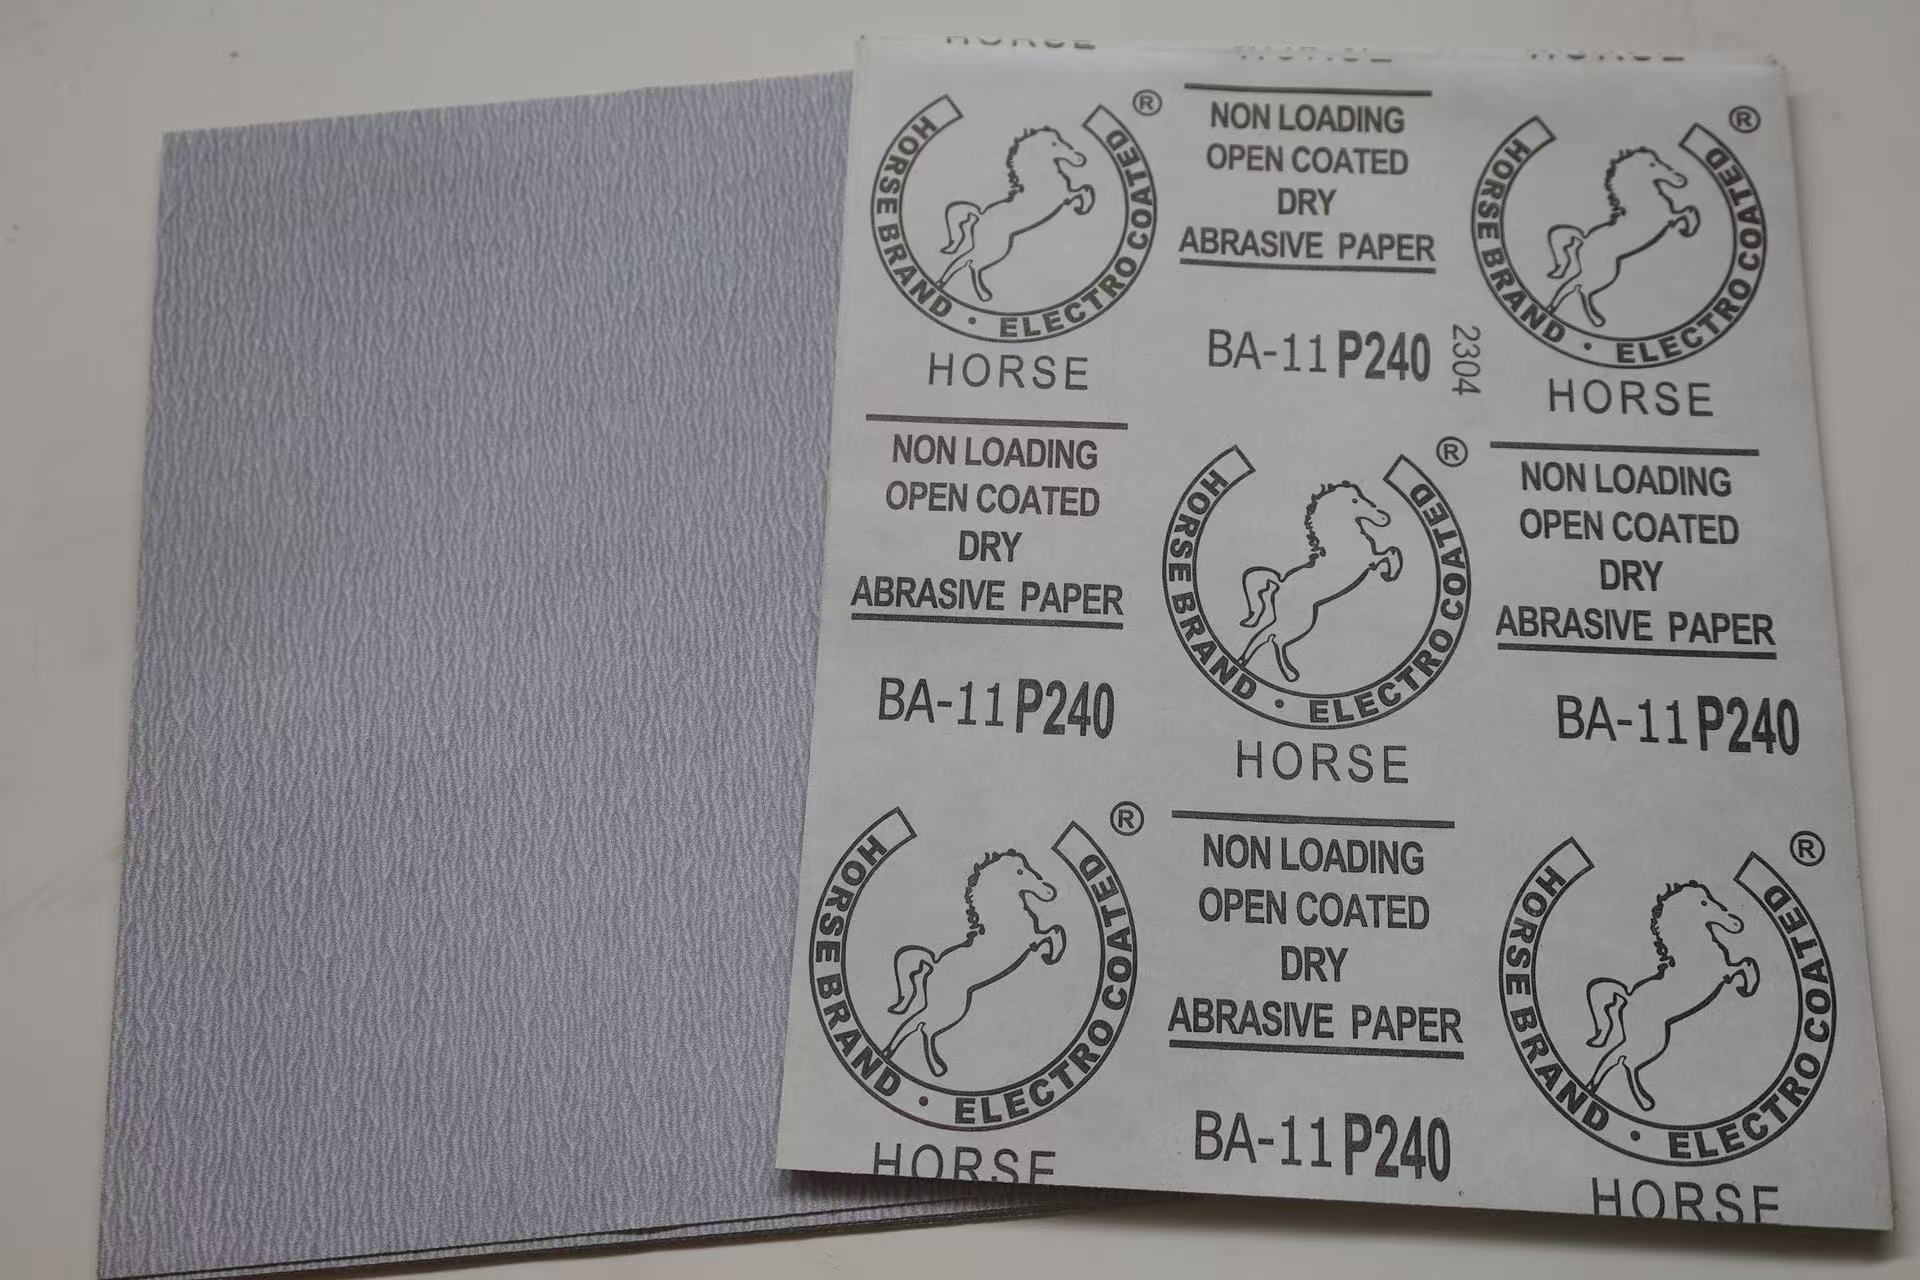 HORSE
HORSE
HORSE BRAND · ELECTRO COATED
®
HORSE
NON LOADING
OPEN COATED
DRY
ABRASIVE PAPER
BA-11 P240
2304
HORSE BRAND · ELECTRO COATED
®
HORSE
NON LOADING
OPEN COATED
DRY
ABRASIVE PAPER
BA-11 P240
HORSE BRAND · ELECTRO COATED
®
HORSE
NON LOADING
OPEN COATED
DRY
ABRASIVE PAPER
BA-11 P240
HORSE BRAND · ELECTRO COATED
®
HORSE
NON LOADING
OPEN COATED
DRY
ABRASIVE PAPER
BA-11 P240
HORSE BRAND · ELECTRO COATED
®
HORSE